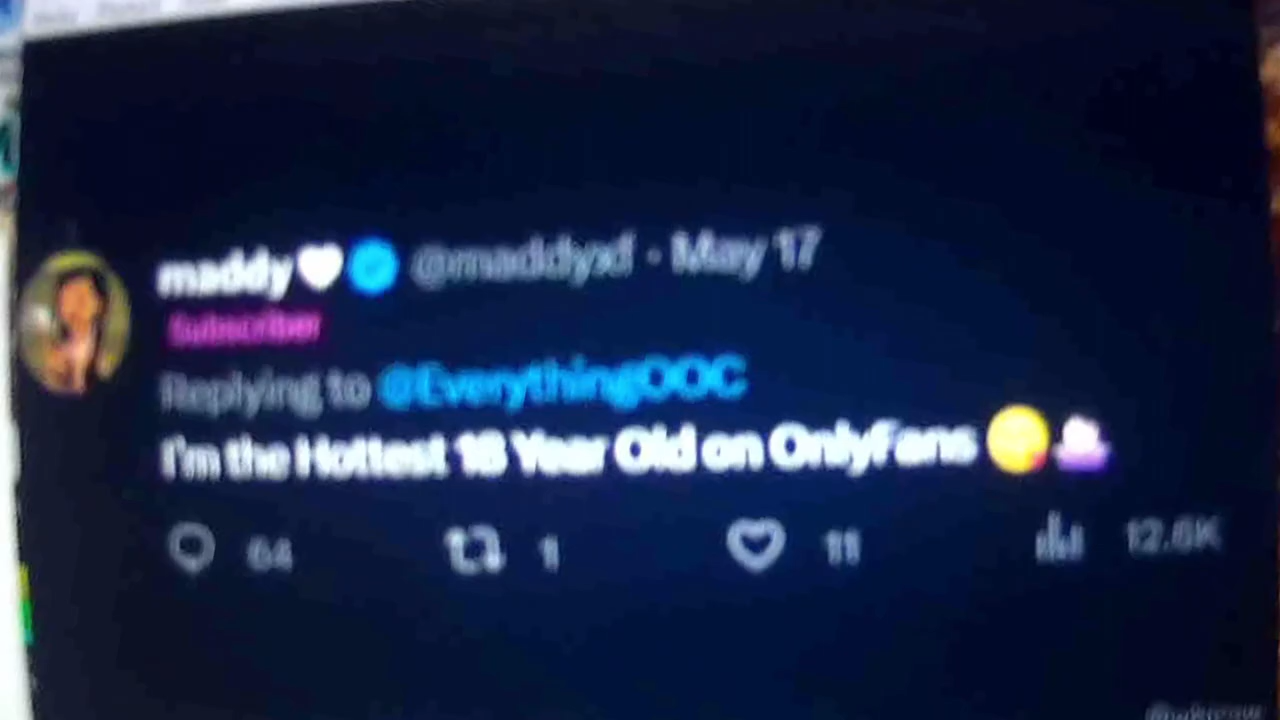 maddy🤍 @maddyxf · May 17
Subscriber
Replying to @EverythingOOC
I'm the Hottest 18 Year Old on OnlyFans
64 1 11 12.6K